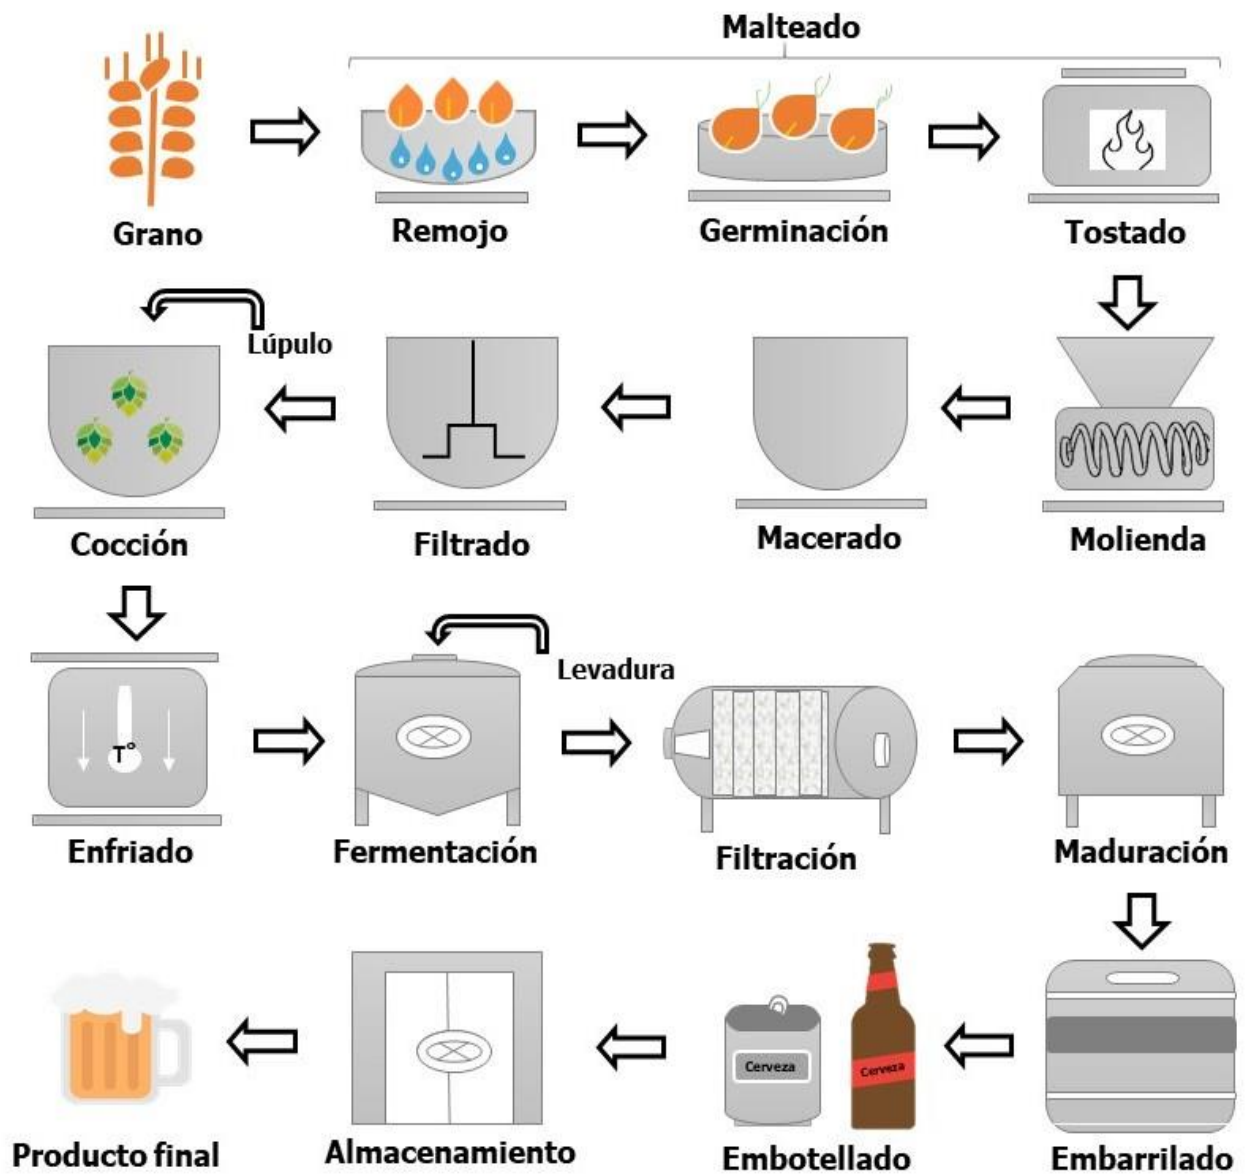 Malteado
Grano
Remojo
Germinación
Tostado
Lúpulo
Cocción
Filtrado
Macerado
Molienda
Levadura
T°
Enfriado
Fermentación
Filtración
Maduración
Cerveza
Cerveza
Producto final
Almacenamiento
Embotellado
Embarrilado